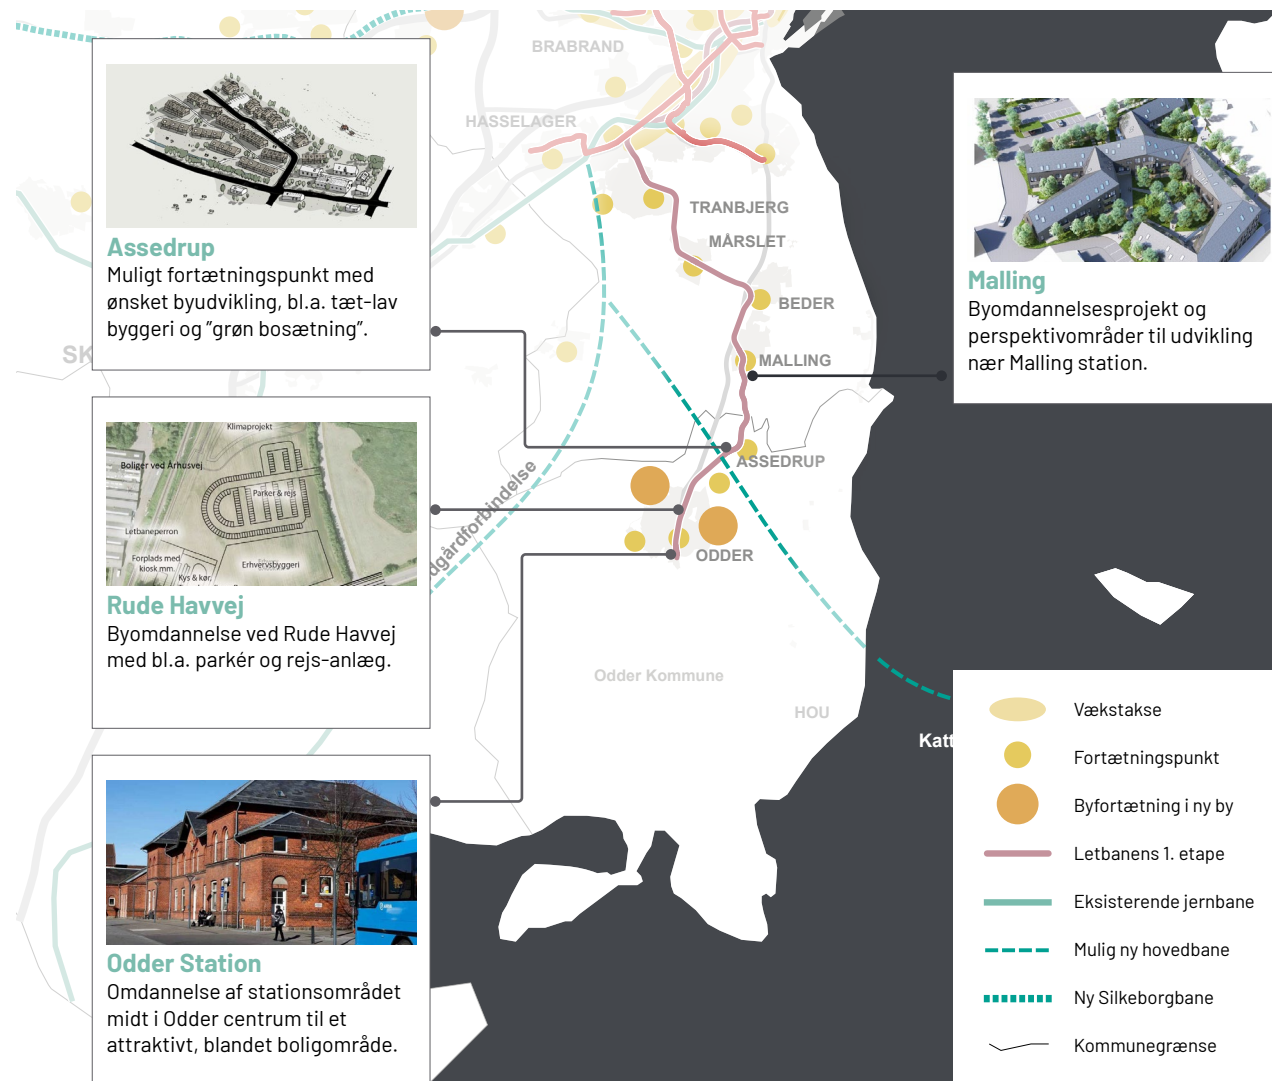 BRABRAND
HASSELAGER
TRANBJERG
MÅRSLET
BEDER
MALLING
ASSEDRUP
ODDER
Odder Kommune
HOU
Katt
SK
dgårdforbindelse
Assedrup
Muligt fortætningspunkt med
ønsket byudvikling, bl.a. tæt-lav
byggeri og ”grøn bosætning”.
Klimaprojekt
Boliger ved Århusvej
Parker & rejs
Letbaneperron
Forplads med
kiosk mm.
Kys & kør,
Erhvervsbyggeri
Rude Havvej
Byomdannelse ved Rude Havvej
med bl.a. parkér og rejs-anlæg.
Odder Station
Omdannelse af stationsområdet
midt i Odder centrum til et
attraktivt, blandet boligområde.
Malling
Byomdannelsesprojekt og
perspektivområder til udvikling
nær Malling station.
Vækstakse
Fortætningspunkt
Byfortætning i ny by
Letbanens 1. etape
Eksisterende jernbane
Mulig ny hovedbane
Ny Silkeborgbane
Kommunegrænse